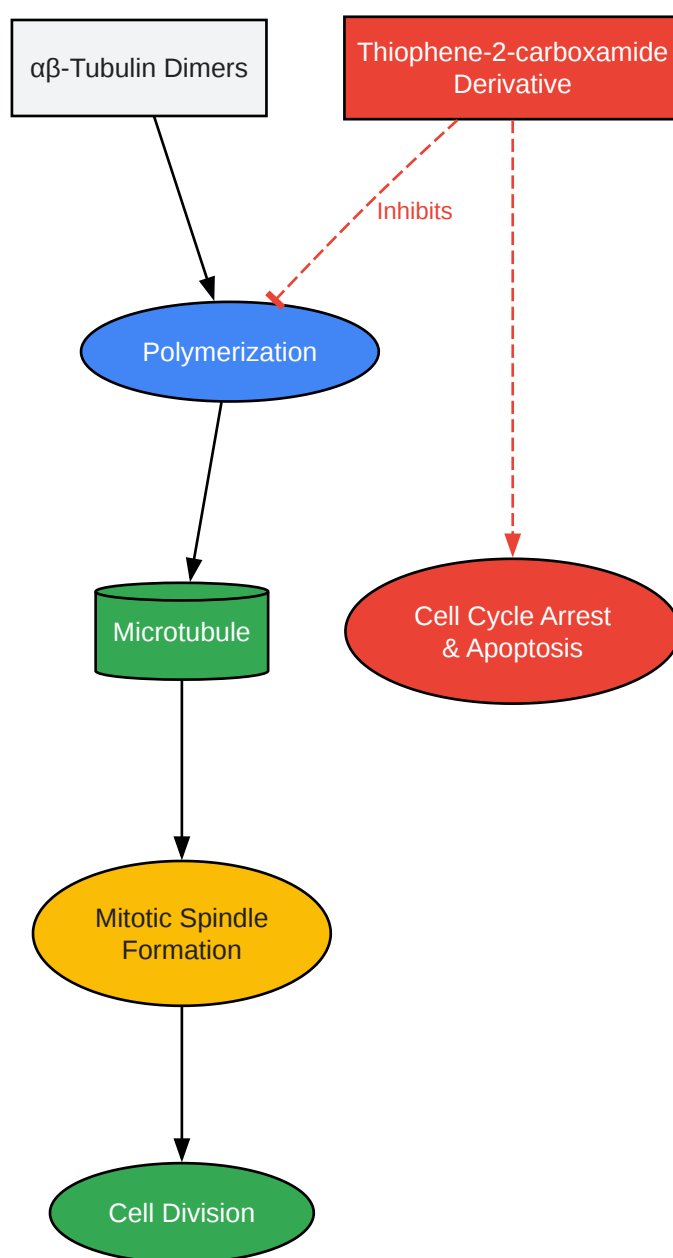 αβ-Tubulin Dimers
Thiophene-2-carboxamide
Derivative
Inhibits
Polymerization
Microtubule
Cell Cycle Arrest
& Apoptosis
Mitotic Spindle
Formation
Cell Division